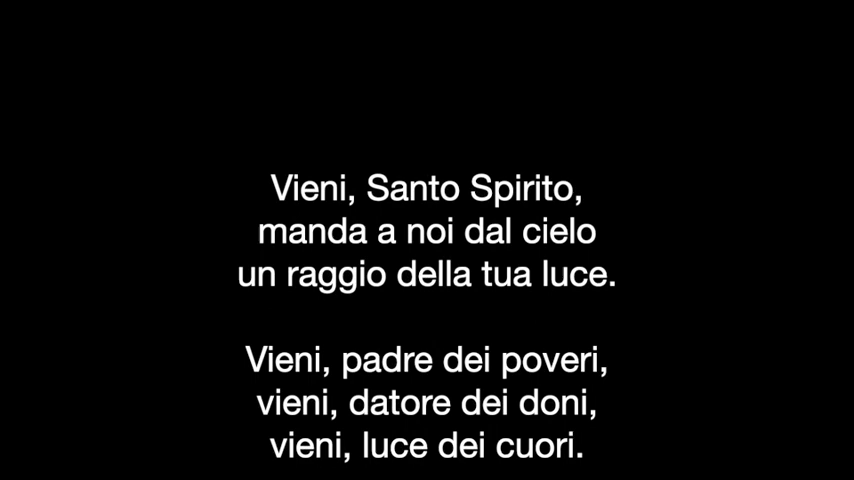 Vieni, Santo Spirito,
manda a noi dal cielo
un raggio della tua luce.
Vieni, padre dei poveri,
vieni, datore dei doni,
vieni, luce dei cuori.